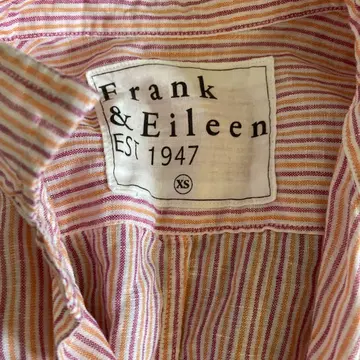 Frank
& Eileen
EST 1947
XS